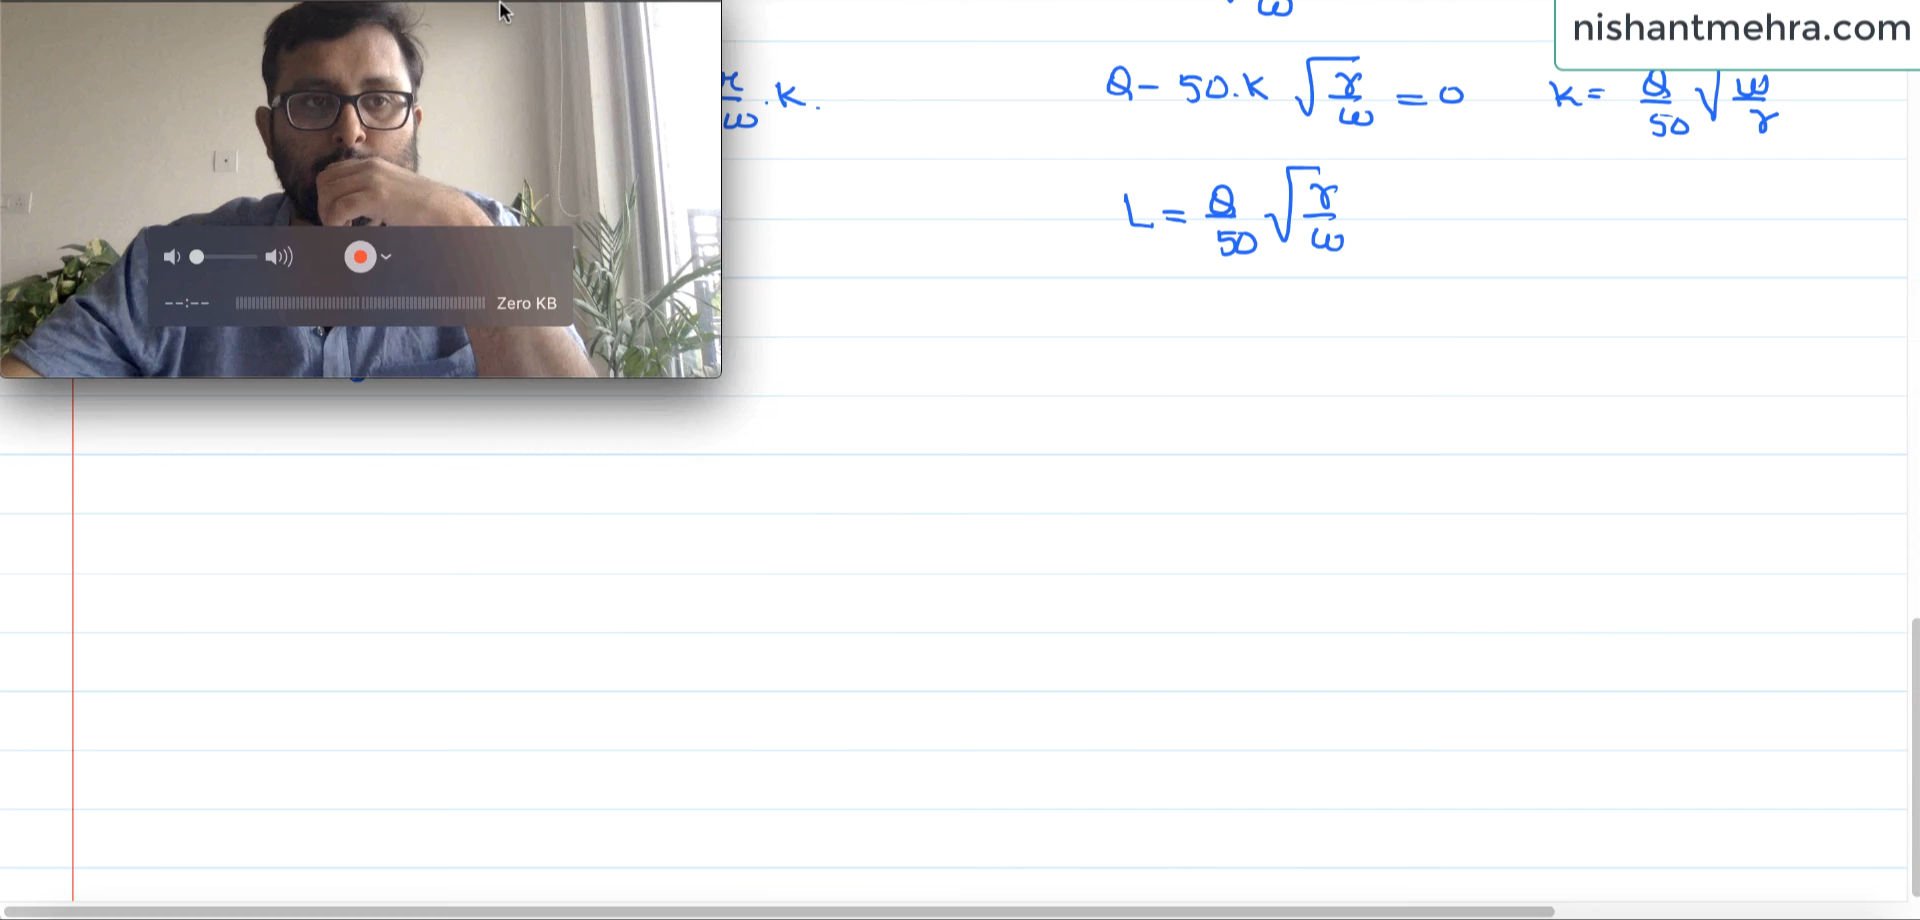 nishantmehra.com
ω
r/ω .K.
Q- 50.K √(r/ω) = 0
K= Q/50 √(w/r)
L = Q/50 √(r/ω)
--:--
Zero KB